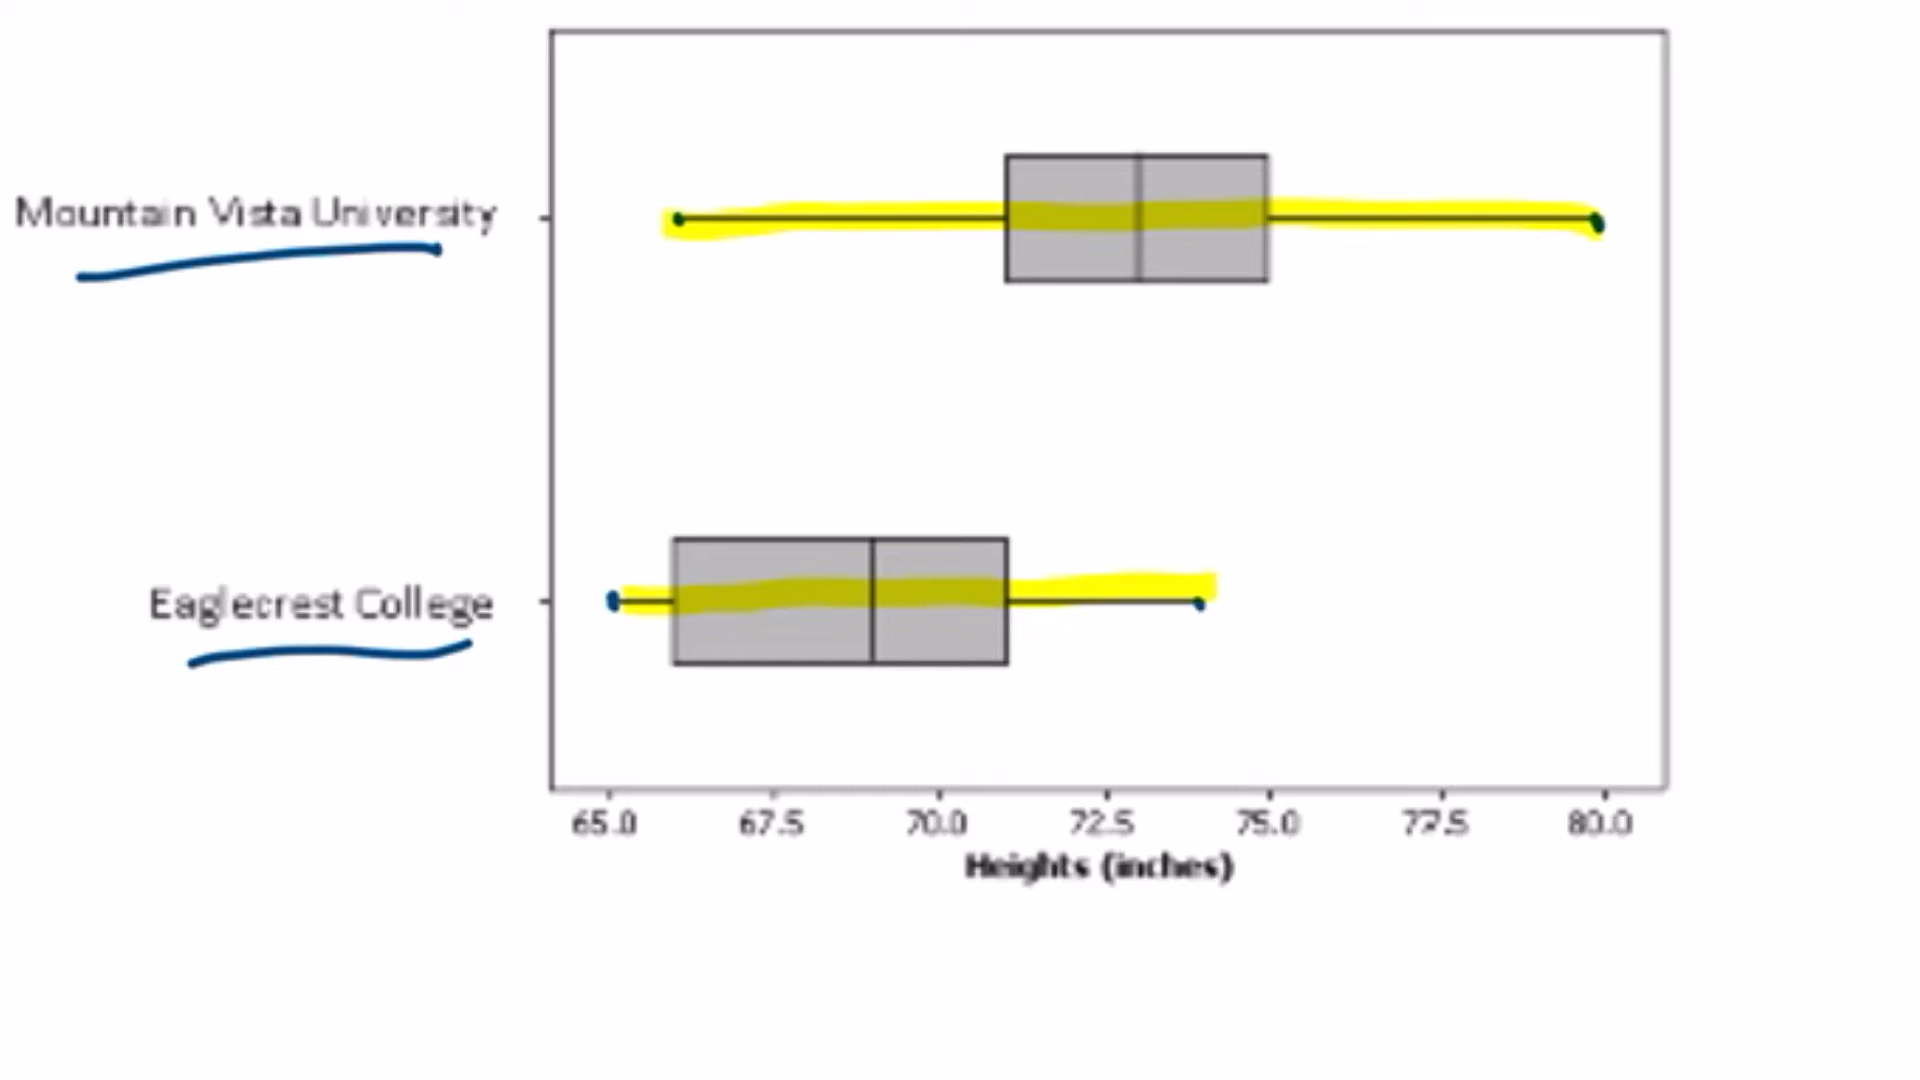 Mountain Vista University
Eaglecrest College
65.0 67.5 70.0 72.5 75.0 77.5 80.0
Heights (inches)